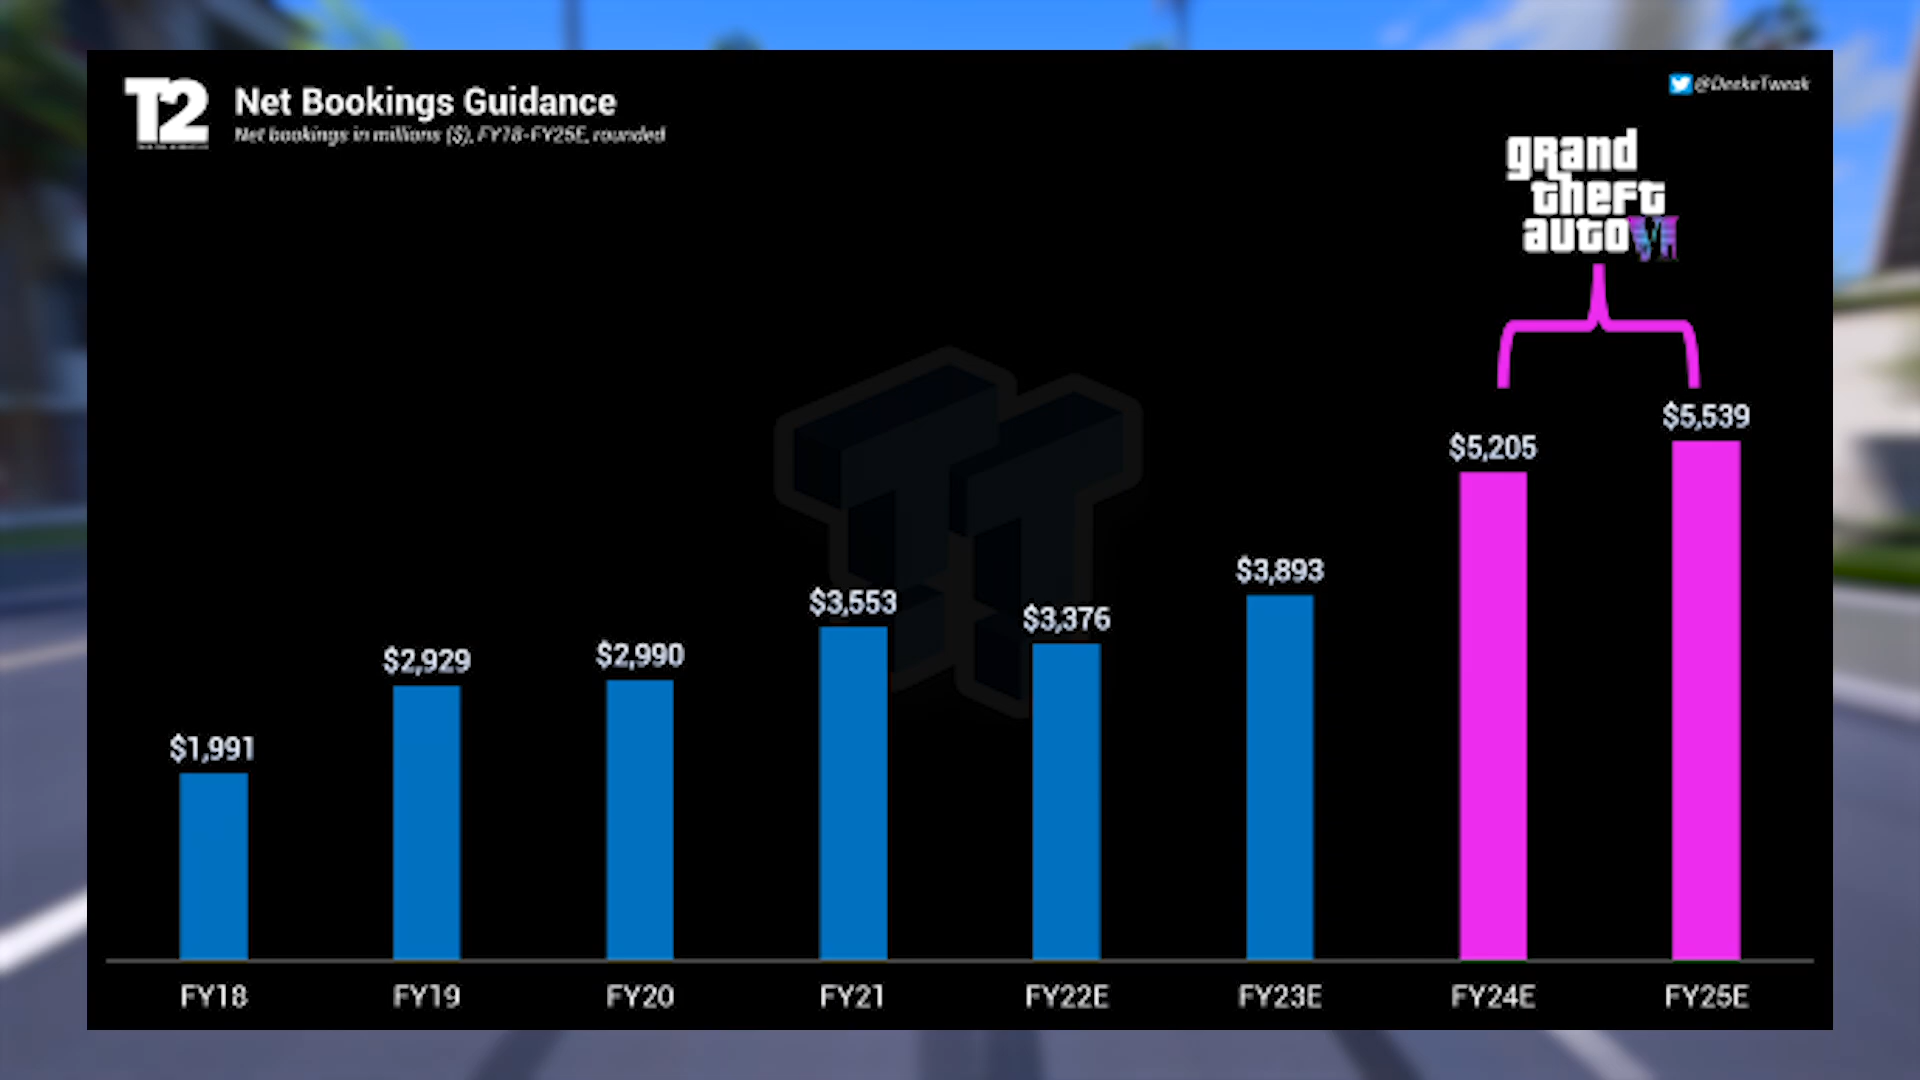 T2
Net Bookings Guidance
Net bookings in millions ($), FY18-FY25E, rounded
@DeekeTweak
grand
theft
auto VI
$5,539
$5,205
$3,893
$3,553
$3,376
$2,929
$2,990
$1,991
FY18 FY19 FY20 FY21 FY22E FY23E FY24E FY25E